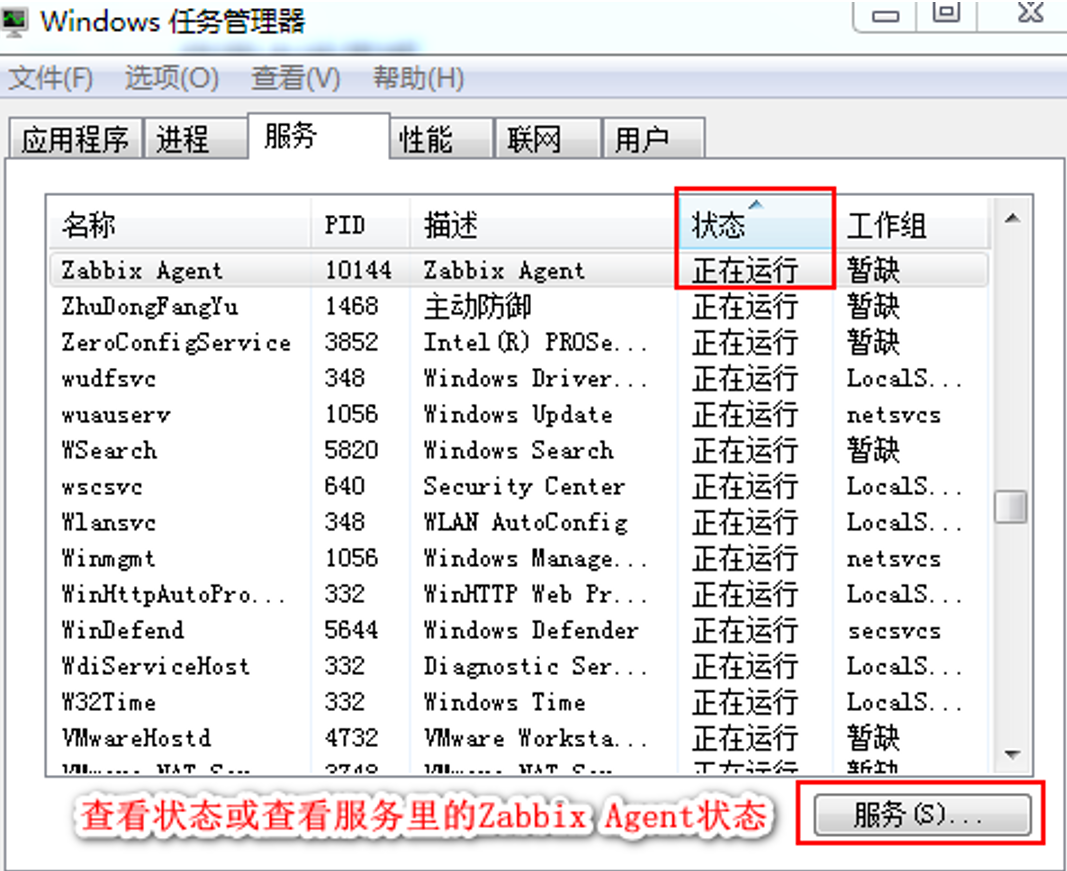 Windows 任务管理器
文件(F) 选项(O) 查看(V) 帮助(H)
应用程序 进程 服务 性能 联网 用户
名称 PID 描述 状态 工作组
Zabbix Agent 10144 Zabbix Agent 正在运行 暂缺
ZhuDongFangYu 1468 主动防御 正在运行 暂缺
ZeroConfigService 3852 Intel(R) PROSe... 正在运行 暂缺
wudfsvc 348 Windows Driver... 正在运行 LocalS...
wuauserv 1056 Windows Update 正在运行 netsvcs
WSearch 5820 Windows Search 正在运行 暂缺
wscsvc 640 Security Center 正在运行 LocalS...
Wlansvc 348 WLAN AutoConfig 正在运行 LocalS...
Winmgmt 1056 Windows Manage... 正在运行 netsvcs
WinHttpAutoPro... 332 WinHTTP Web Pr... 正在运行 LocalS...
WinDefend 5644 Windows Defender 正在运行 secsvcs
WdiServiceHost 332 Diagnostic Ser... 正在运行 LocalS...
W32Time 332 Windows Time 正在运行 LocalS...
VMwareHostd 4732 VMware Worksta... 正在运行 暂缺
查看状态或查看服务里的Zabbix Agent状态 服务(S)...